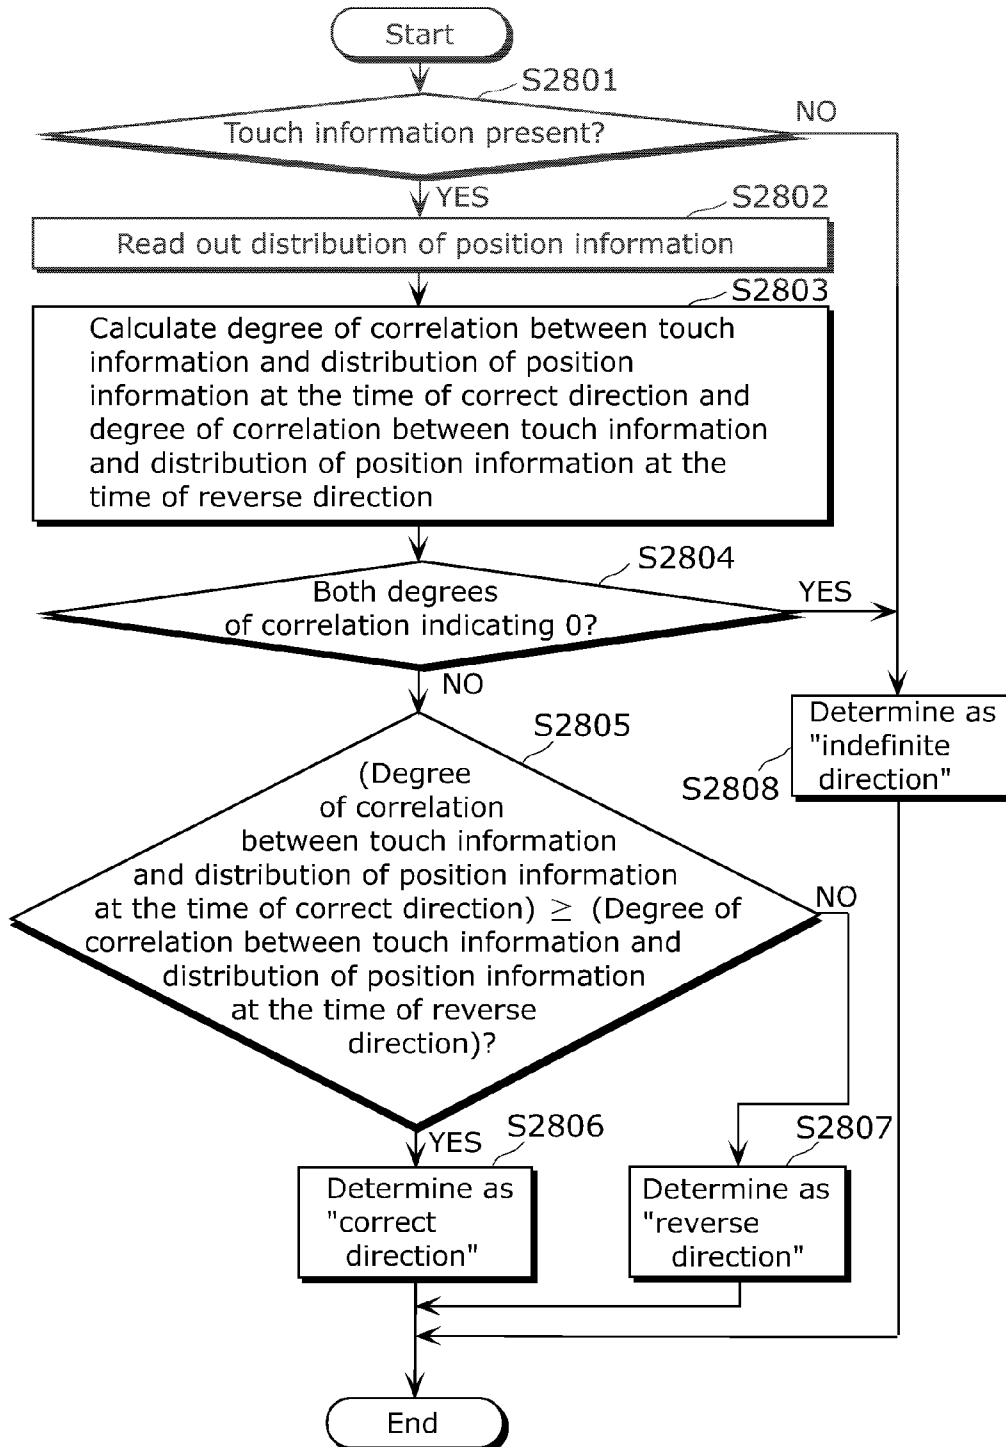 Start
S2801
NO
Touch information present?
YES
S2802
Read out distribution of position information
S2803
Calculate degree of correlation between touch
information and distribution of position
information at the time of correct direction and
degree of correlation between touch information
and distribution of position information at the
time of reverse direction
S2804
Both degrees
of correlation indicating 0?
YES
NO
Determine as
"indefinite
direction"
S2808
S2805
(Degree
of correlation
between touch information
and distribution of position information
at the time of correct direction) ≥ (Degree of
correlation between touch information and
distribution of position information
at the time of reverse
direction)?
NO
YES
S2806
S2807
Determine as
"correct
direction"
Determine as
"reverse
direction"
End